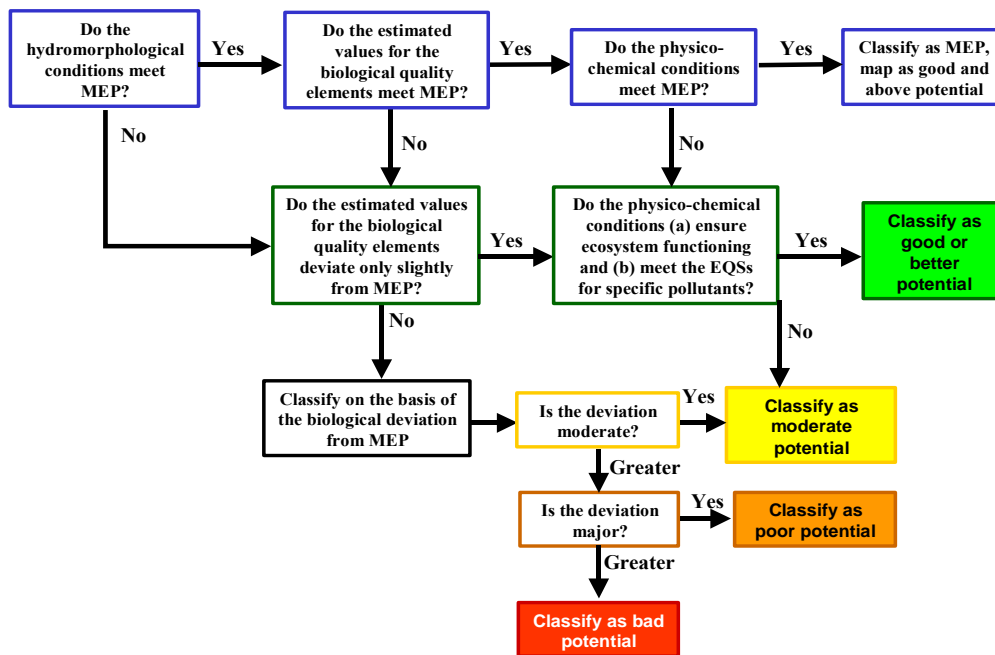 Do the
hydromorphological
conditions meet
MEP?
Yes
Do the estimated
values for the
biological quality
elements meet MEP?
Yes
Do the physico-
chemical conditions
meet MEP?
Yes
Classify as MEP,
map as good and
above potential
No
No
No
Do the estimated values
for the biological
quality elements
deviate only slightly
from MEP?
Yes
Do the physico-chemical
conditions (a) ensure
ecosystem functioning
and (b) meet the EQSs
for specific pollutants?
Yes
Classify as
good or
better
potential
No
No
Classify on the basis of
the biological deviation
from MEP
Is the deviation
moderate?
Yes
Classify as
moderate
potential
Greater
Is the deviation
major?
Yes
Classify as
poor potential
Greater
Classify as bad
potential